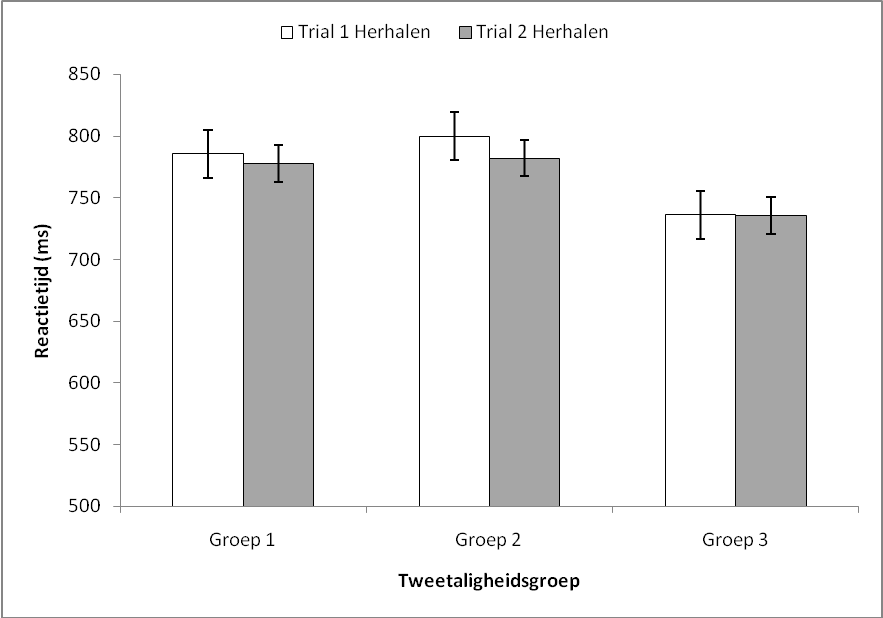 Trial 1 Herhalen Trial 2 Herhalen
850
800
750
700
650
600
550
500
Reactietijd (ms)
Groep 1 Groep 2 Groep 3
Tweetaligheidsgroep